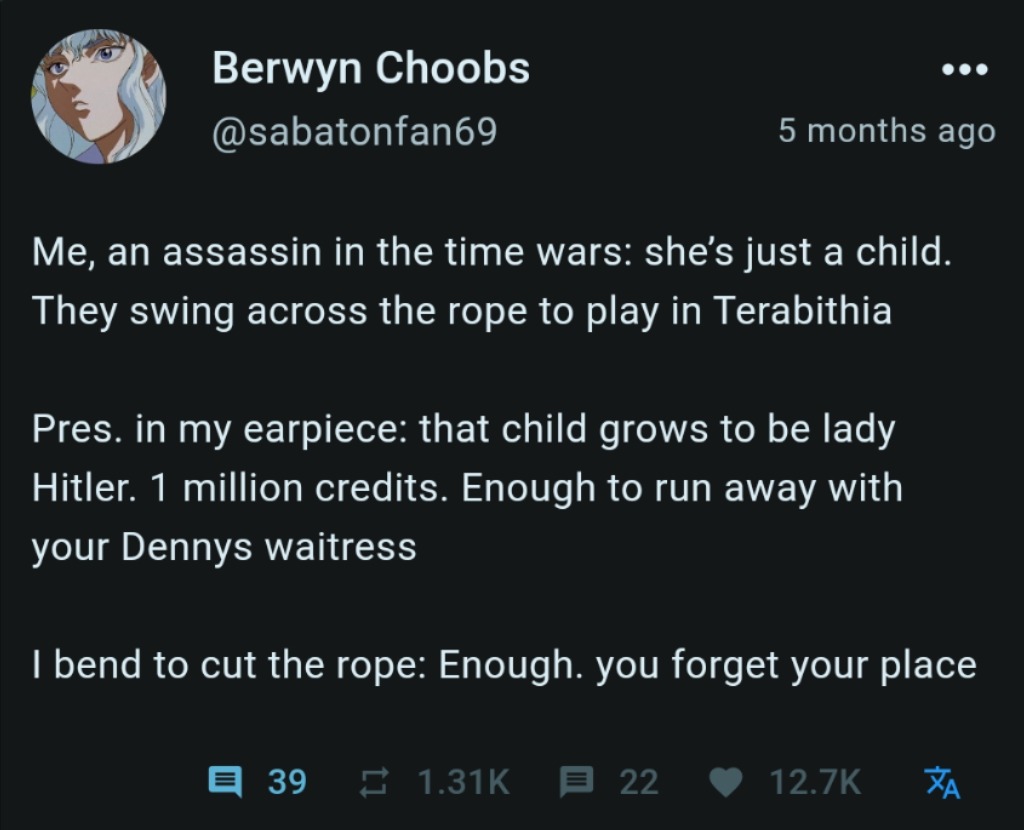 Berwyn Choobs
@sabatonfan69
5 months ago
Me, an assassin in the time wars: she’s just a child.
They swing across the rope to play in Terabithia
Pres. in my earpiece: that child grows to be lady
Hitler. 1 million credits. Enough to run away with
your Dennys waitress
I bend to cut the rope: Enough. you forget your place
39 1.31K 22 12.7K